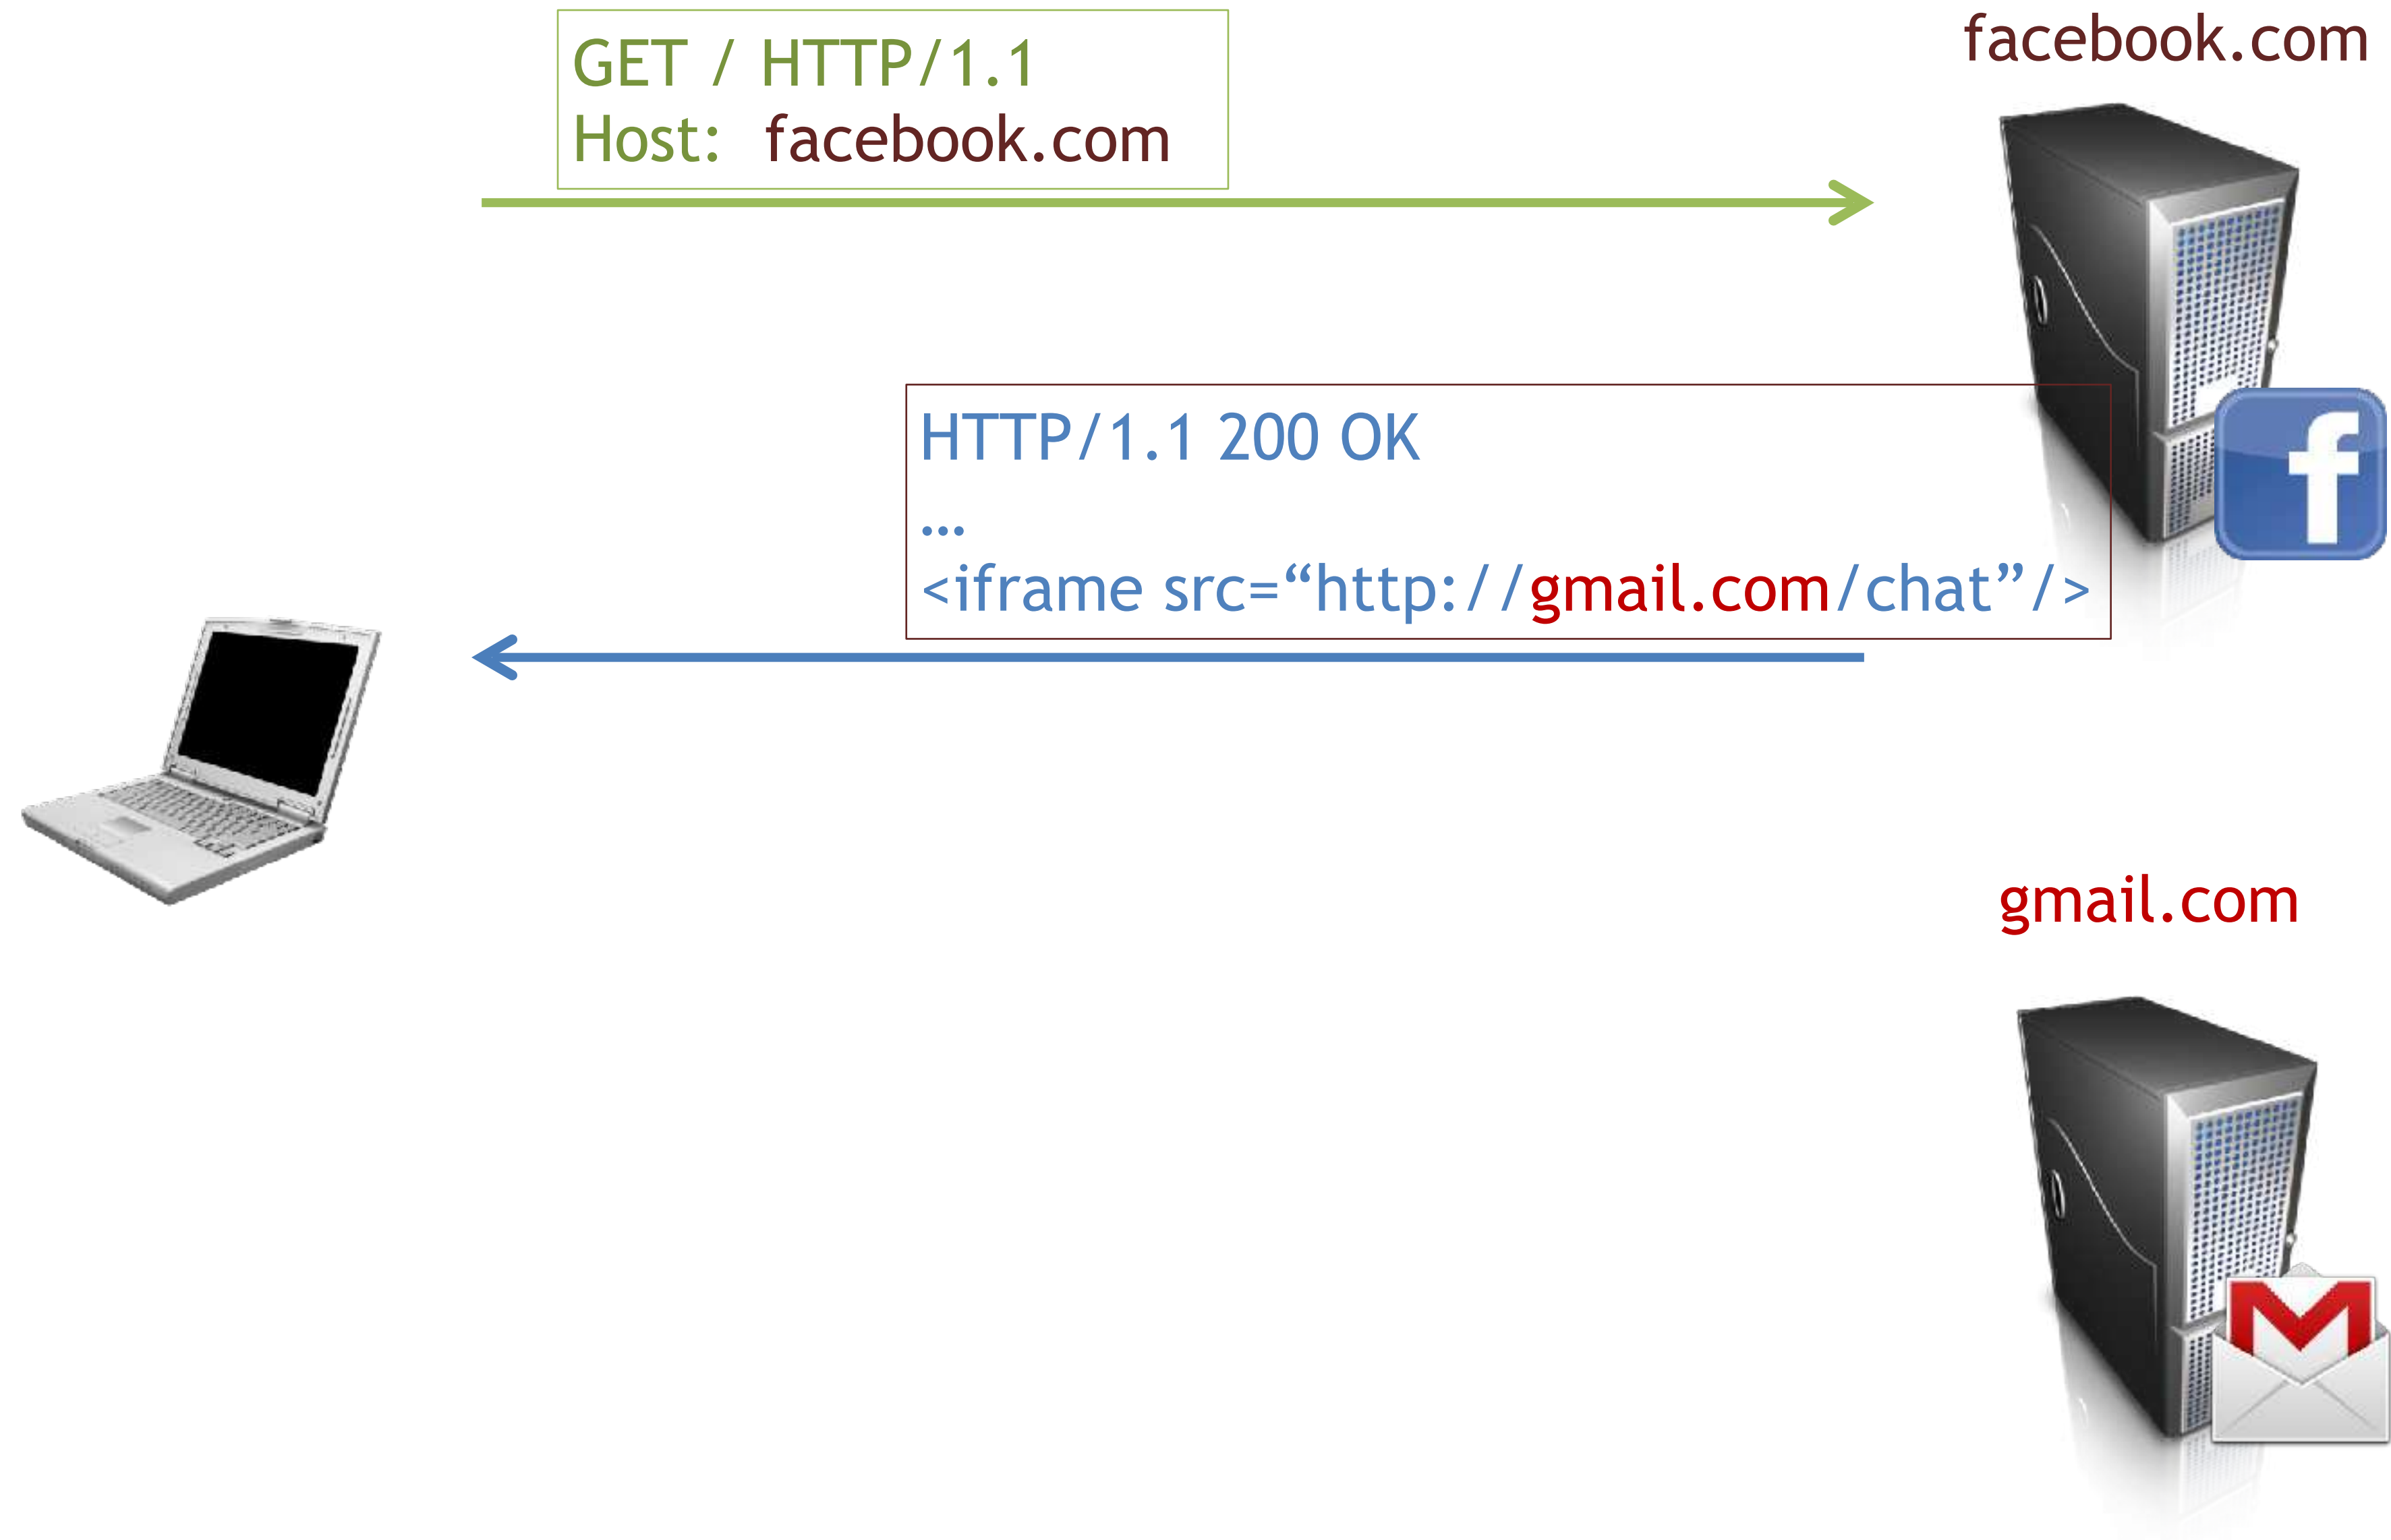 facebook.com
GET / HTTP/1.1
Host: facebook.com
HTTP/1.1 200 OK
…
<iframe src=“http://gmail.com/chat”/>
gmail.com